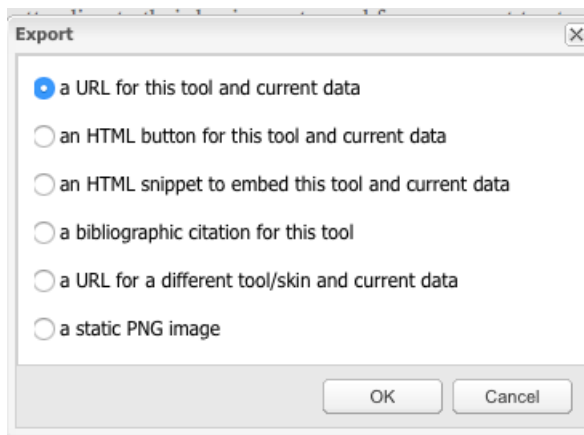 Export
a URL for this tool and current data
an HTML button for this tool and current data
an HTML snippet to embed this tool and current data
a bibliographic citation for this tool
a URL for a different tool/skin and current data
a static PNG image
OK Cancel